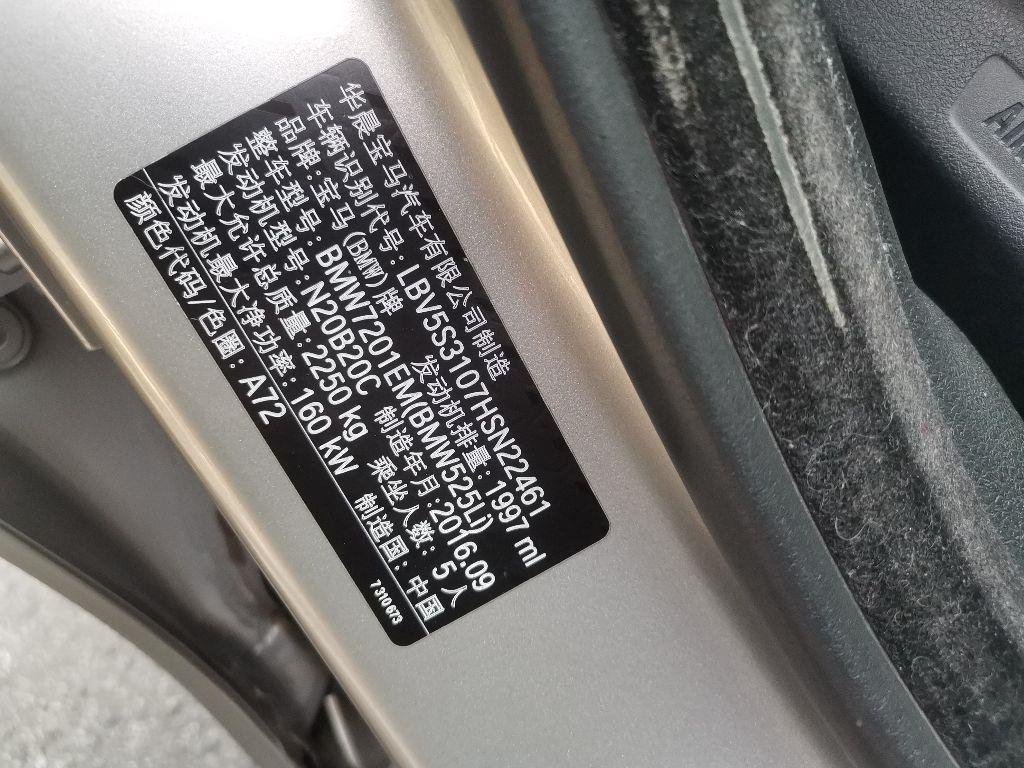 华晨宝马汽车有限公司制造
车辆识别代号:LBV5S3107HSN22461
品牌:宝马(BMW)牌 发动机排量:1997 ml
整车型号:BMW7201EM(BMW525Li)
发动机型号:N20B20C 制造年月:2016.09
最大允许总质量:2250 kg 乘坐人数:5人
发动机最大净功率:160 kW 制造国:中国
颜色代码/色圈:A72 7310673